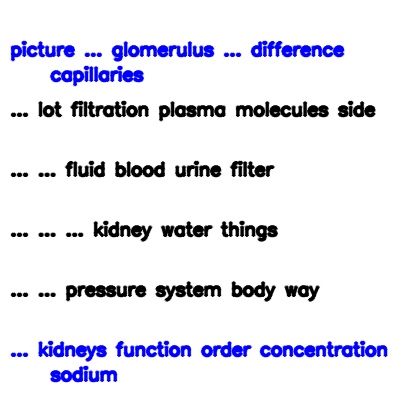 picture ... glomerulus ... difference
capillaries
... lot filtration plasma molecules side
... ... fluid blood urine filter
... ... ... kidney water things
... ... pressure system body way
... kidneys function order concentration
sodium